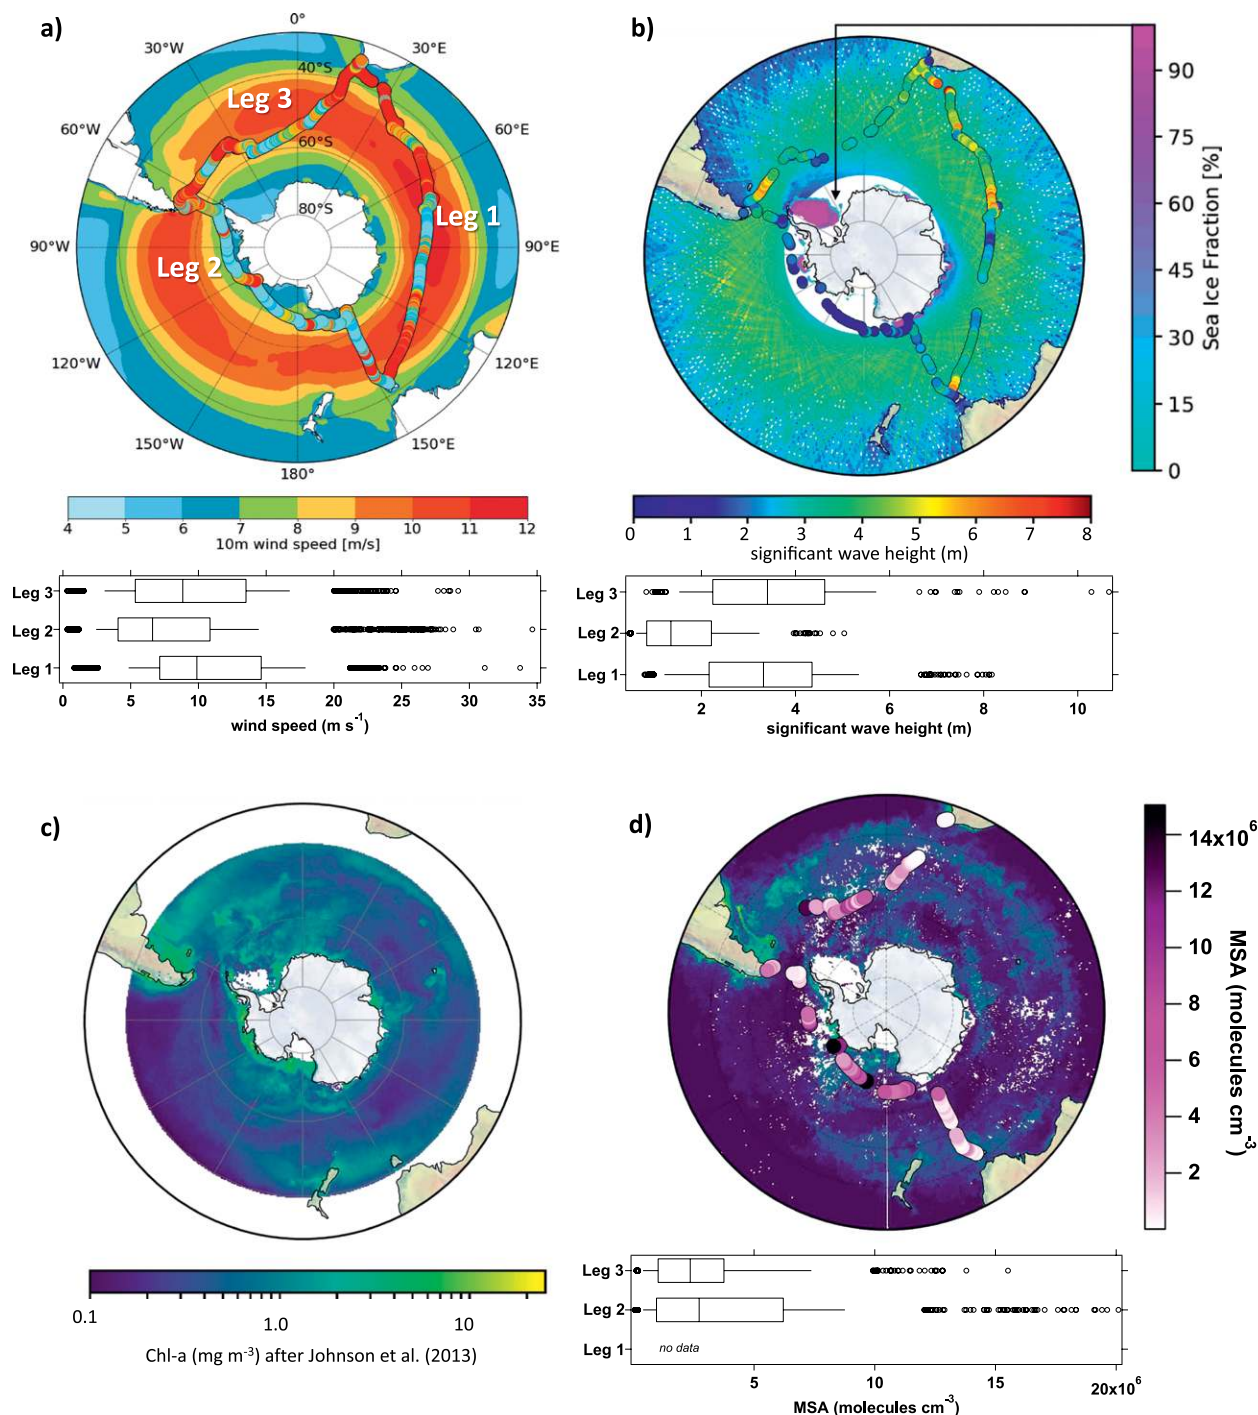 a)
0°
30°W
30°E
40°S
Leg 3
60°W
60°E
60°S
80°S
Leg 1
90°W
90°E
Leg 2
120°W
120°E
150°W
150°E
180°
4 5 6 7 8 9 10 11 12
10m wind speed [m/s]
Leg 3
Leg 2
Leg 1
0 5 10 15 20 25 30 35
wind speed (m s⁻¹)
b)
90
75
60
45
30
15
0
Sea Ice Fraction [%]
0 1 2 3 4 5 6 7 8
significant wave height (m)
Leg 3
Leg 2
Leg 1
2 4 6 8 10
significant wave height (m)
c)
0.1 1.0 10
Chl-a (mg m⁻³) after Johnson et al. (2013)
d)
14x10⁶
12
10
8
6
4
2
MSA (molecules cm⁻³)
Leg 3
Leg 2
Leg 1 no data
5 10 15 20x10⁶
MSA (molecules cm⁻³)